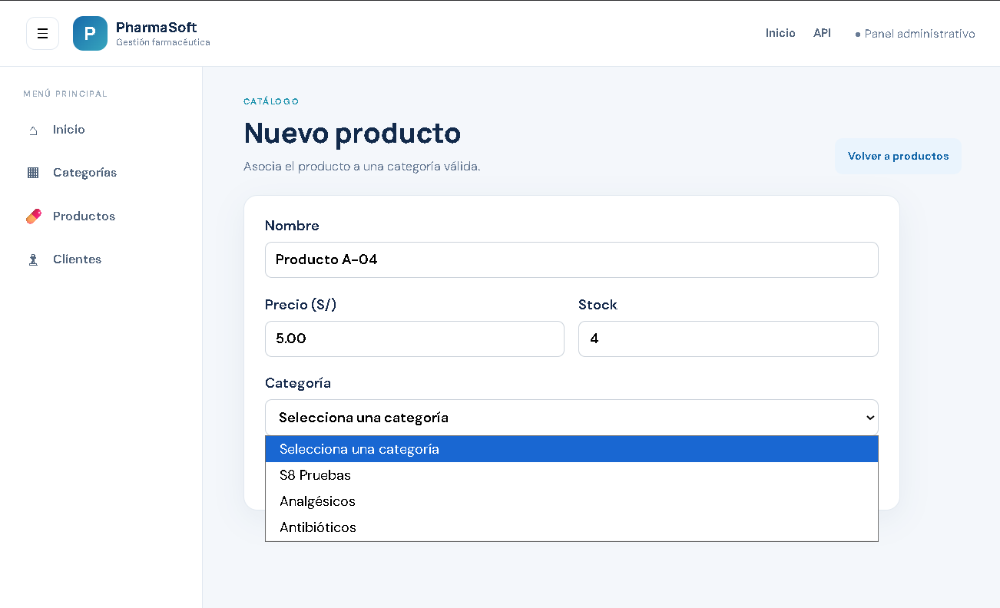 ☰
P
PharmaSoft
Gestión farmacéutica
Inicio
API
• Panel administrativo
MENÚ PRINCIPAL
Inicio
Categorías
Productos
Clientes
CATÁLOGO
Nuevo producto
Asocia el producto a una categoría válida.
Volver a productos
Nombre
Producto A-04
Precio (S/)
Stock
5.00
4
Categoría
Selecciona una categoría
Selecciona una categoría
S8 Pruebas
Analgésicos
Antibióticos